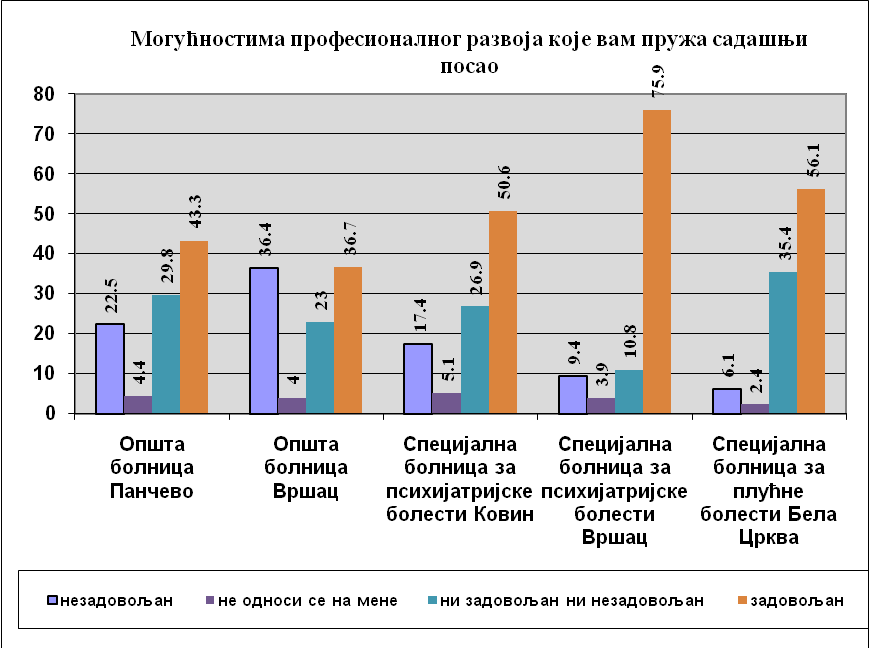 Могућностима професионалног развоја које вам пружа садашњи
посао
80
70
60
50
40
30
20
10
0
22.5
4.4
29.8
43.3
36.4
4
23
36.7
17.4
5.1
26.9
50.6
9.4
3.9
10.8
75.9
6.1
2.4
35.4
56.1
Општа
болница
Панчево
Општа
болница
Вршац
Специјална
болница за
психијатријске
болести Ковин
Специјална
болница за
психијатријске
болести
Вршац
Специјална
болница за
плућне
болести Бела
Црква
незадовољан
не односи се на мене
ни задовољан ни незадовољан
задовољан